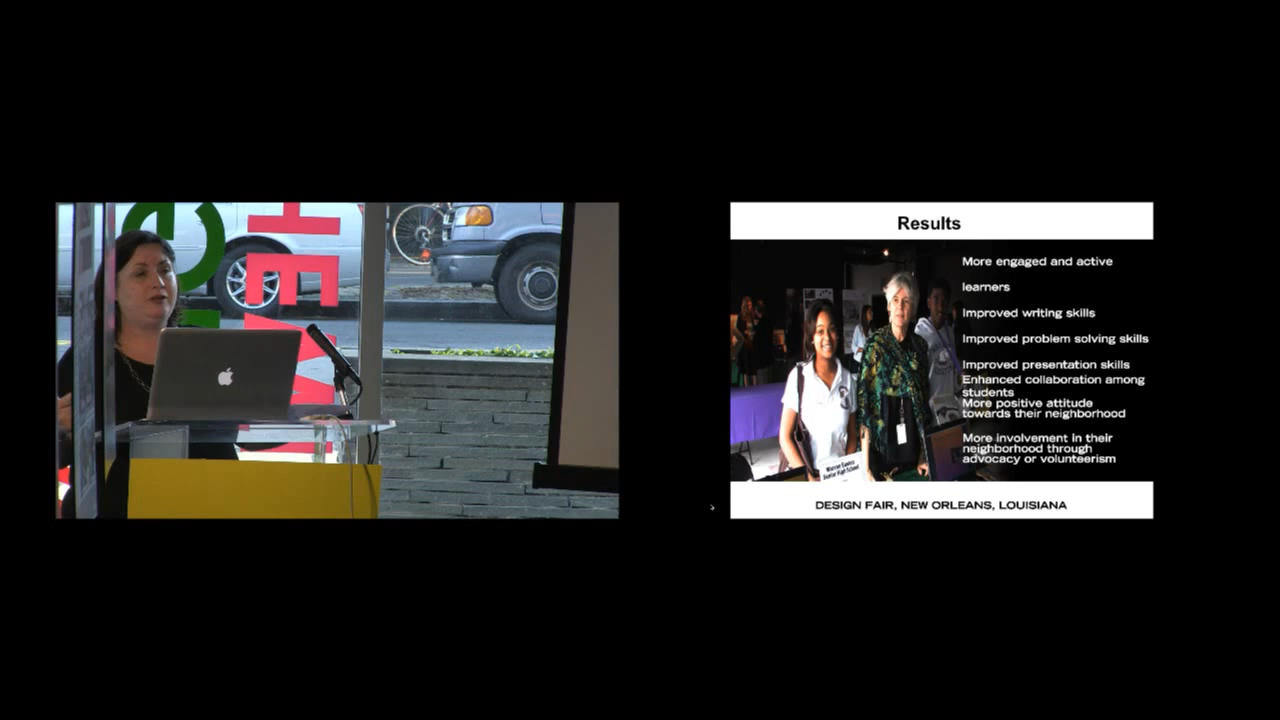 Results
More engaged and active
learners
Improved writing skills
Improved problem solving skills
Improved presentation skills
Enhanced collaboration among
students
More positive attitude
towards their neighborhood
More involvement in their
neighborhood through
advocacy or volunteerism
DESIGN FAIR, NEW ORLEANS, LOUISIANA